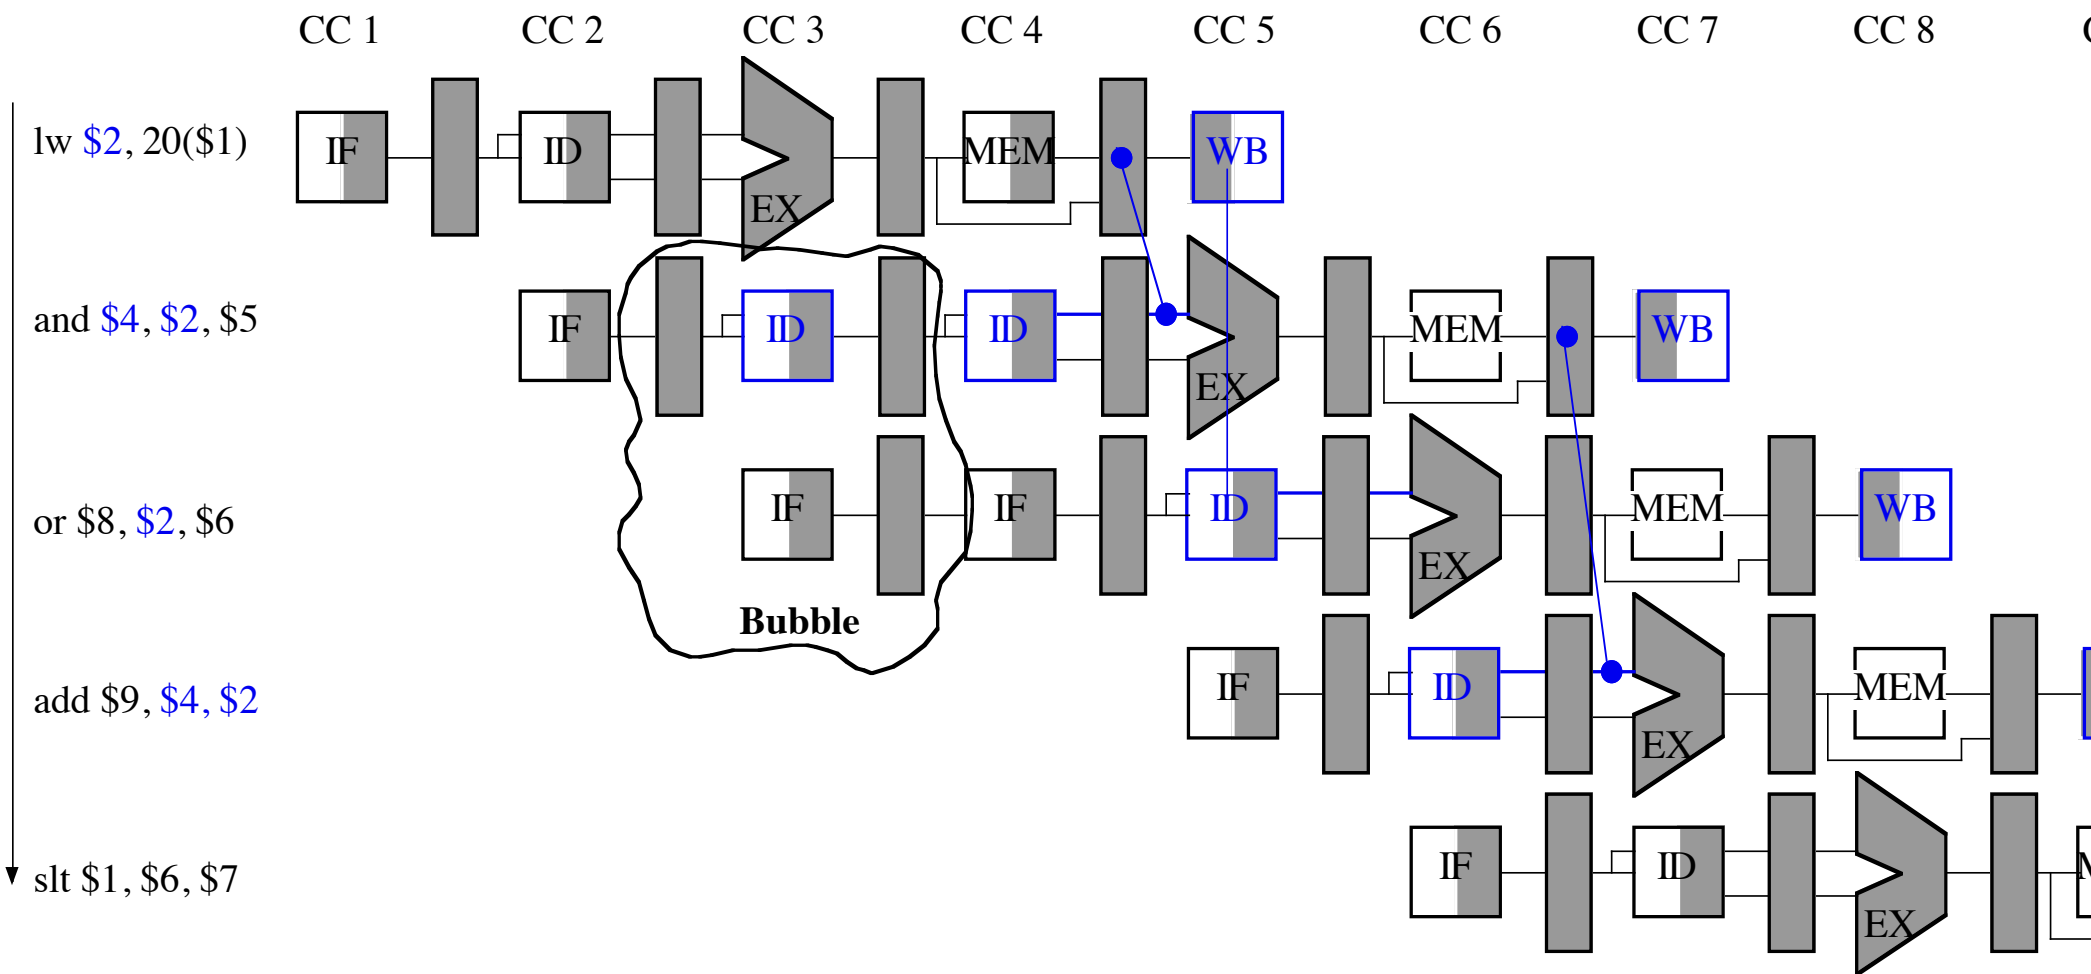 CC 1 CC 2 CC 3 CC 4 CC 5 CC 6 CC 7 CC 8
lw $2, 20($1) IF ID EX MEM WB
and $4, $2, $5 IF ID ID EX MEM WB
or $8, $2, $6 IF IF ID EX MEM WB
Bubble
add $9, $4, $2 IF ID EX MEM
slt $1, $6, $7 IF ID EX